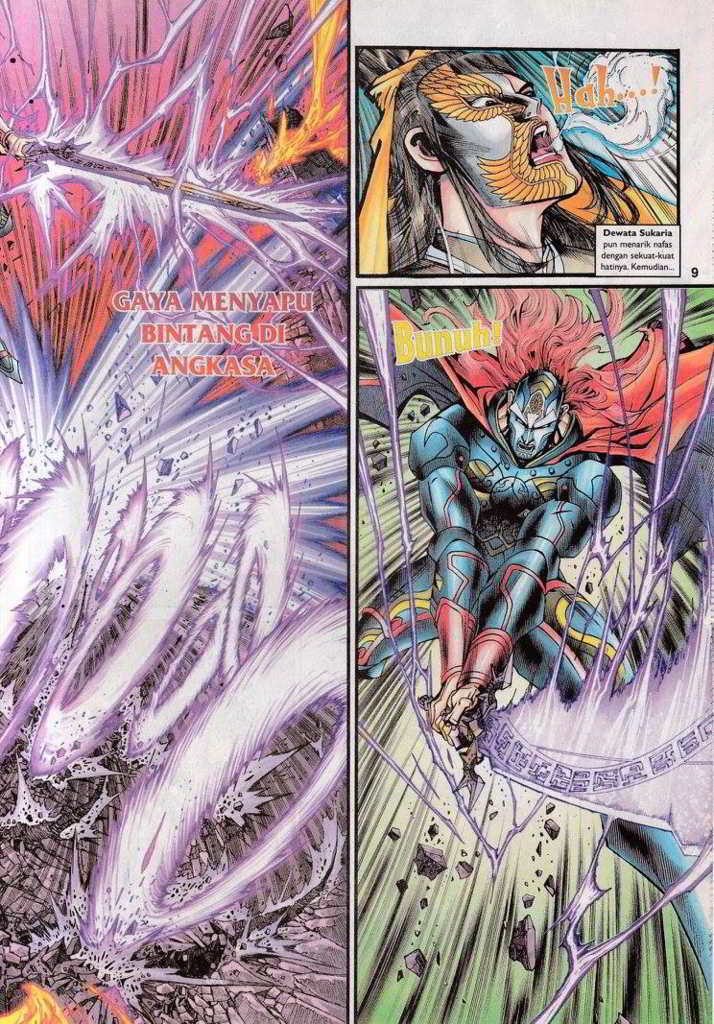 GAYA MENYAPU
BINTANG DI
ANGKASA
Hah...!
Dewata Sukaria
pun menarik nafas
dengan sekuat-kuat
hatinya. Kemudian...
9
Bunuh!